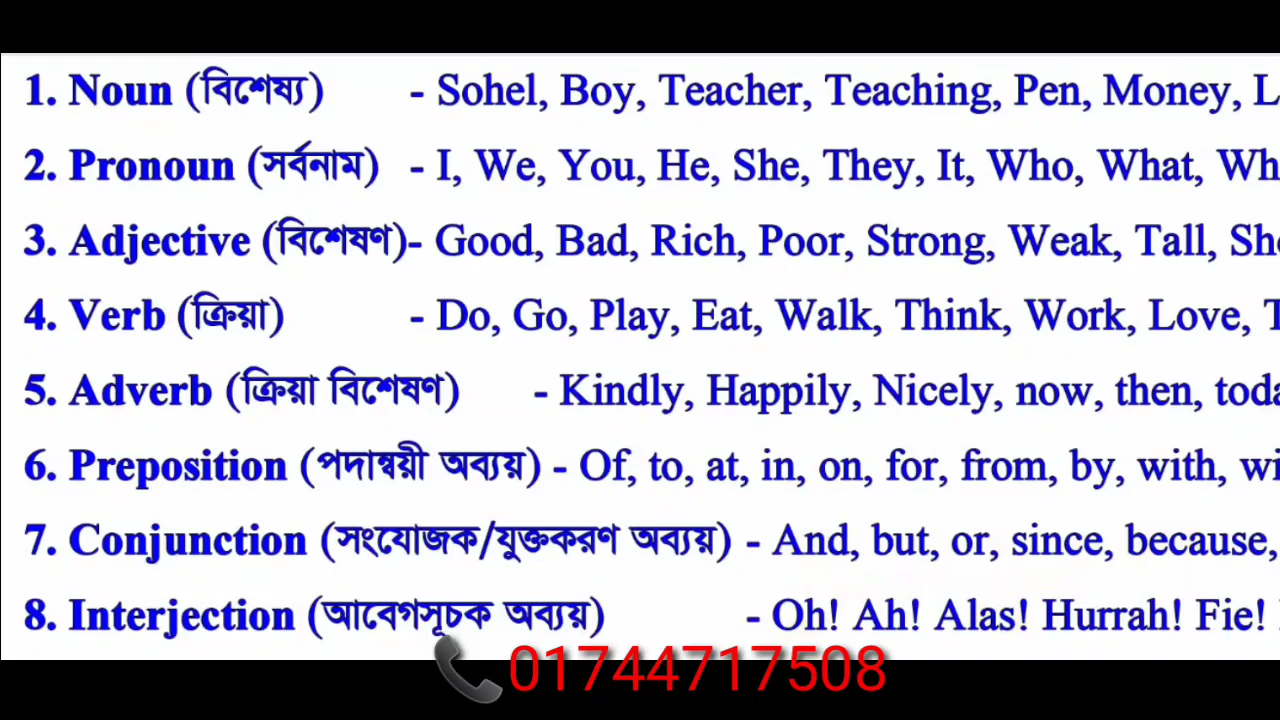 1. Noun (বিশেষ্য) - Sohel, Boy, Teacher, Teaching, Pen, Money,
2. Pronoun (সর্বনাম) - I, We, You, He, She, They, It, Who, What,
3. Adjective (বিশেষণ)- Good, Bad, Rich, Poor, Strong, Weak, Tall,
4. Verb (ক্রিয়া) - Do, Go, Play, Eat, Walk, Think, Work, Love,
5. Adverb (ক্রিয়া বিশেষণ) - Kindly, Happily, Nicely, now, then,
6. Preposition (পদান্বয়ী অব্যয়) - Of, to, at, in, on, for, from, by, with,
7. Conjunction (সংযোজক/যুক্তকরণ অব্যয়) - And, but, or, since, because,
8. Interjection (আবেগসূচক অব্যয়) - Oh! Ah! Alas! Hurrah! Fie!
01744717508